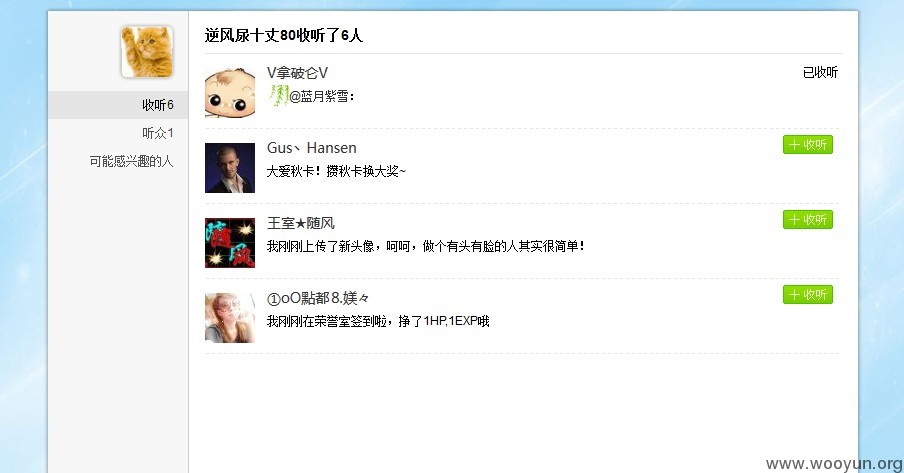 逆风尿十丈80收听了6人
收听6
听众1
可能感兴趣的人
V拿破仑V
已收听
@蓝月紫雪：
Gus丶Hansen
收听
大爱秋卡！攒秋卡换大奖~
王室★随风
收听
我刚刚上传了新头像，呵呵，做个有头有脸的人其实很简单！
①oO點都8.媄々
收听
我刚刚在荣誉室签到啦，挣了1HP,1EXP哦
随风
www.wooyun.org